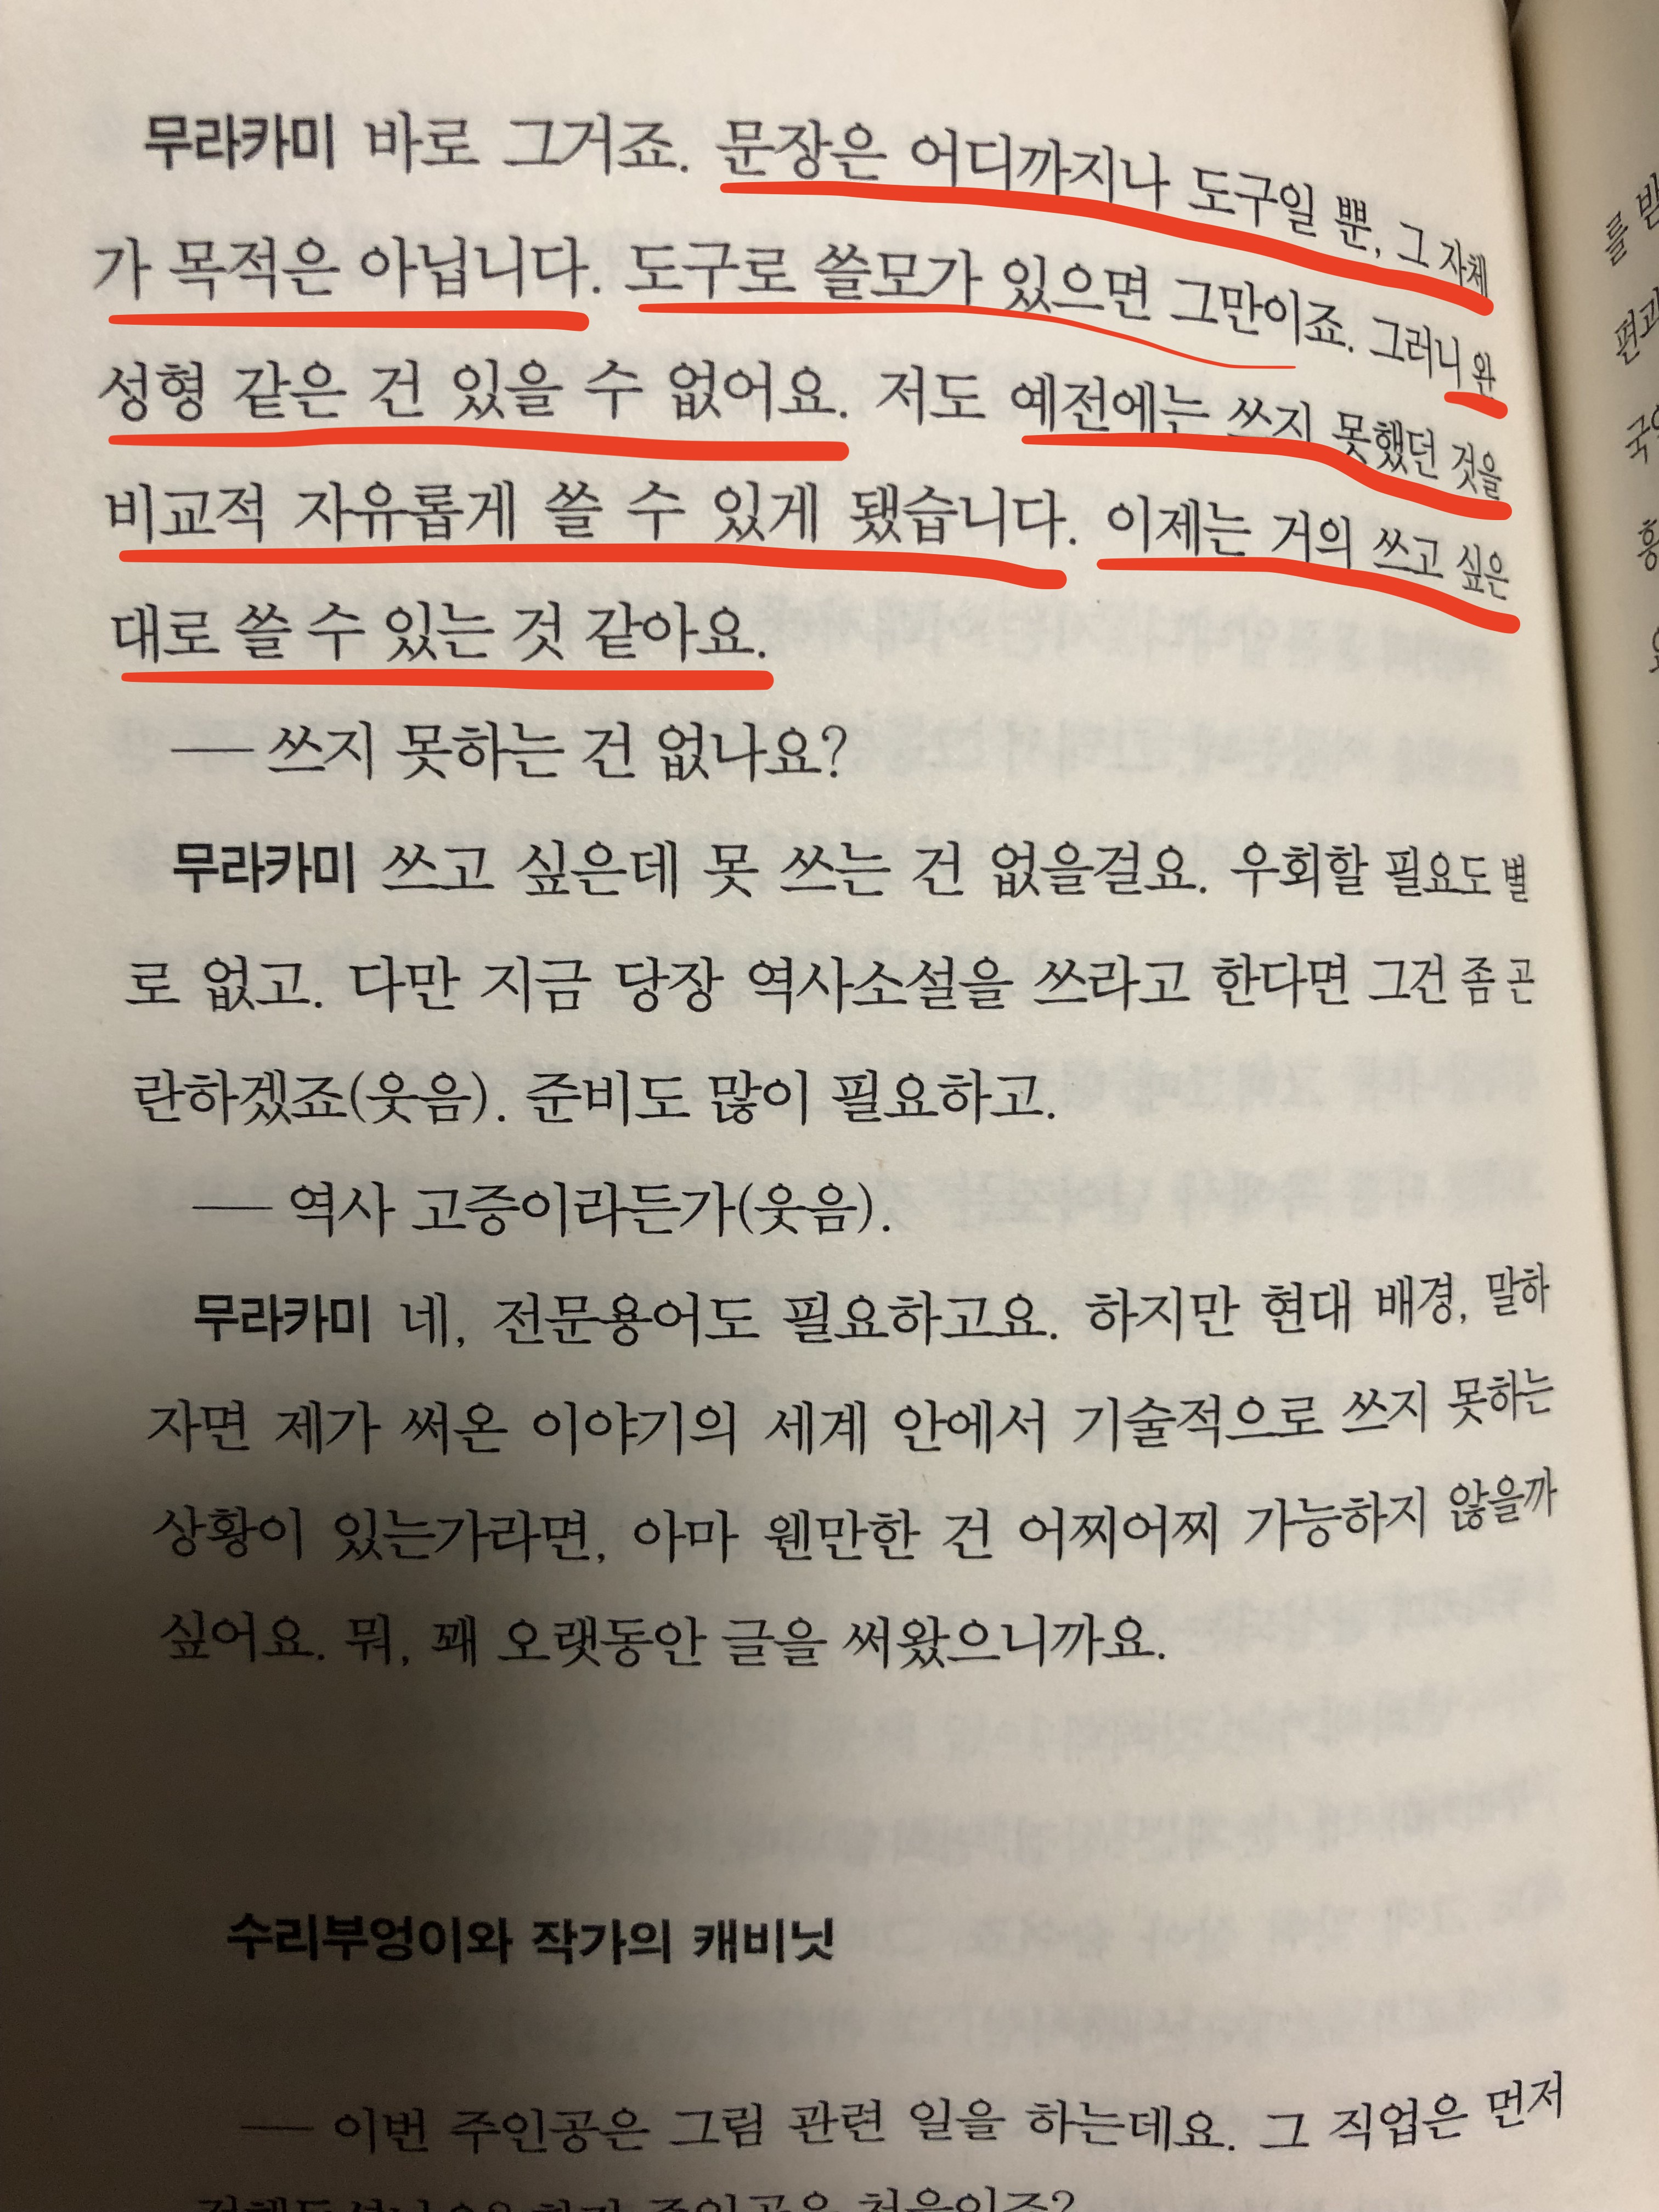 무라카미 바로 그거죠. 문장은 어디까지나 도구일 뿐, 그 자체
가 목적은 아닙니다. 도구로 쓸모가 있으면 그만이죠. 그러니 완
성형 같은 건 있을 수 없어요. 저도 예전에는 쓰지 못했던 것을
비교적 자유롭게 쓸 수 있게 됐습니다. 이제는 거의 쓰고 싶은
대로 쓸 수 있는 것 같아요.
— 쓰지 못하는 건 없나요?
무라카미 쓰고 싶은데 못 쓰는 건 없을걸요. 우회할 필요도 별
로 없고. 다만 지금 당장 역사소설을 쓰라고 한다면 그건 좀 곤
란하겠죠(웃음). 준비도 많이 필요하고.
— 역사 고증이라든가(웃음).
무라카미 네, 전문용어도 필요하고요. 하지만 현대 배경, 말하
자면 제가 써온 이야기의 세계 안에서 기술적으로 쓰지 못하는
상황이 있는가라면, 아마 웬만한 건 어찌어찌 가능하지 않을까
싶어요. 뭐, 꽤 오랫동안 글을 써왔으니까요.
수리부엉이와 작가의 캐비닛
— 이번 주인공은 그림 관련 일을 하는데요. 그 직업은 먼저
주인공은 처음이죠?